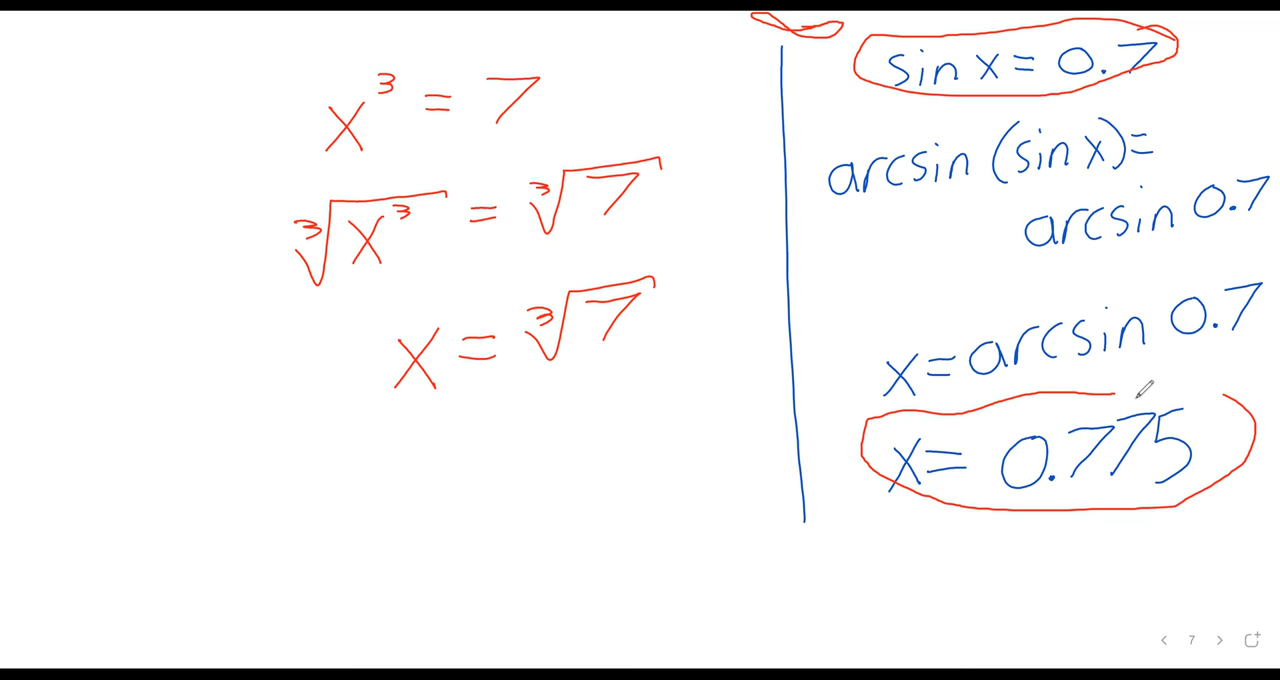 x³ = 7
∛x³ = ∛7
x = ∛7
sin x = 0.7
arcsin (sin x) =
arcsin 0.7
x = arcsin 0.7
x = 0.775
7